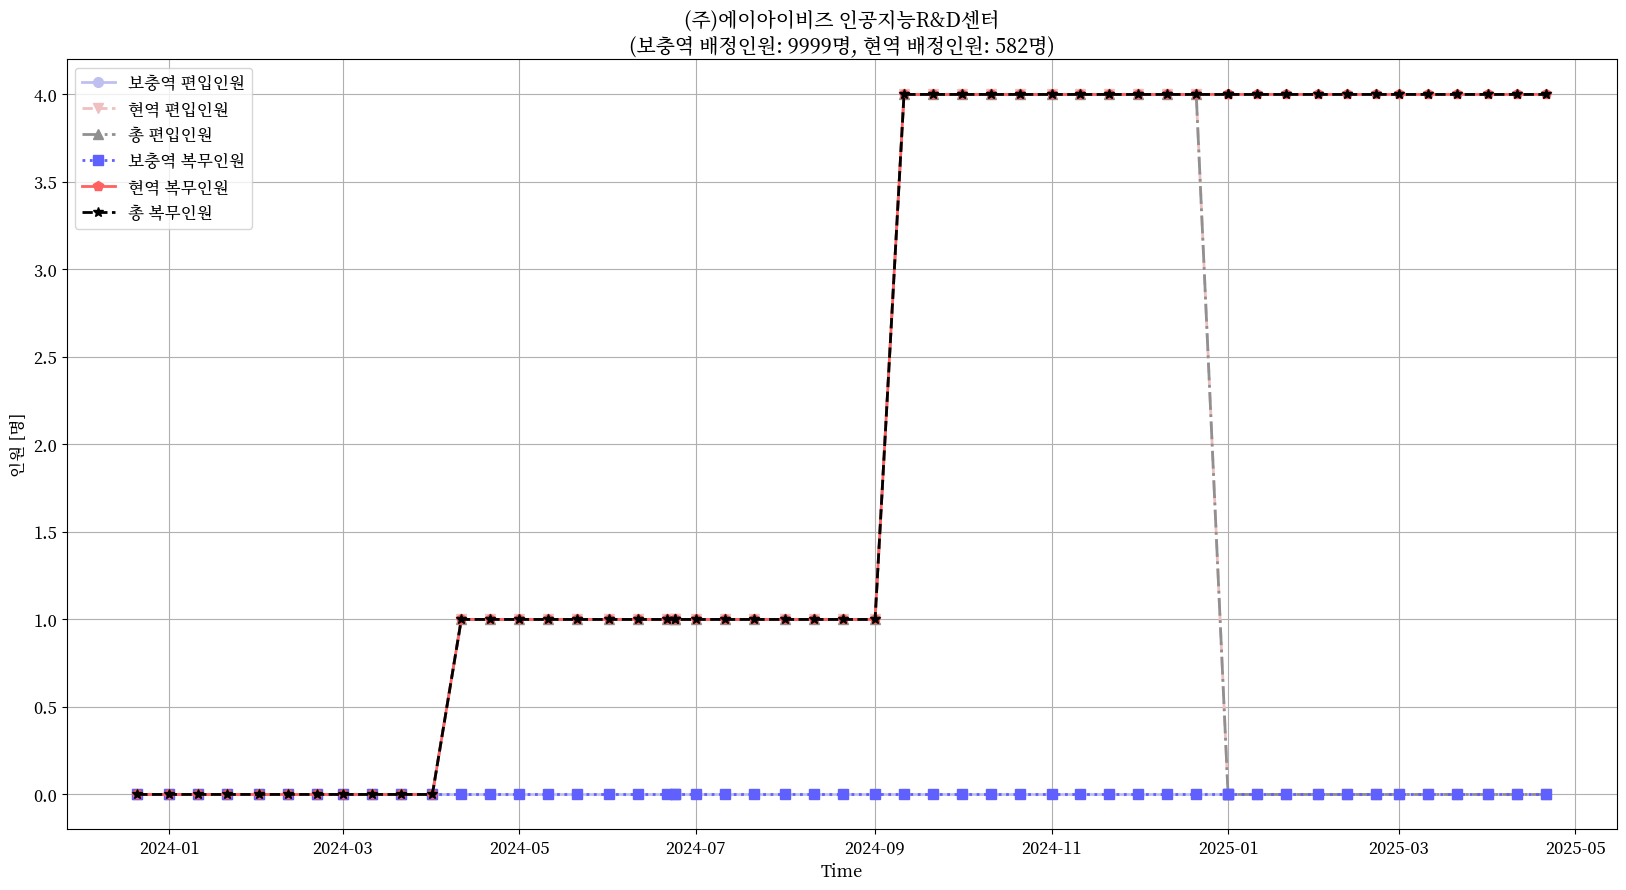 (주)에이아이비즈 인공지능R&D센터
(보충역 배정인원: 9999명, 현역 배정인원: 582명)
보충역 편입인원
현역 편입인원
총 편입인원
보충역 복무인원
현역 복무인원
총 복무인원
4.0
3.5
3.0
2.5
2.0
1.5
1.0
0.5
0.0
인원 [명]
2024-01 2024-03 2024-05 2024-07 2024-09 2024-11 2025-01 2025-03 2025-05
Time